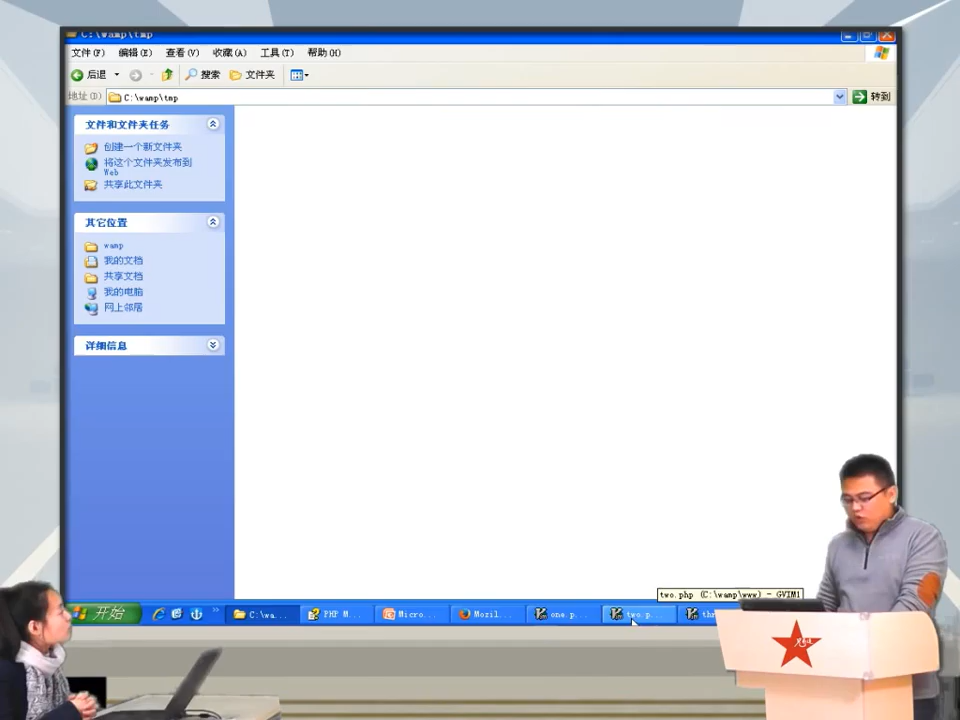 C:\wamp\tmp
文件(F) 编辑(E) 查看(V) 收藏(A) 工具(T) 帮助(H)
后退 搜索 文件夹
地址(D) C:\wamp\tmp 转到
文件和文件夹任务
创建一个新文件夹
将这个文件夹发布到
Web
共享此文件夹
其它位置
wamp
我的文档
共享文档
我的电脑
网上邻居
详细信息
two.php (C:\wamp\www) - GVIM1
开始 C:\wa... PHP M... Micro... Mozil... one.p... two.p... thr